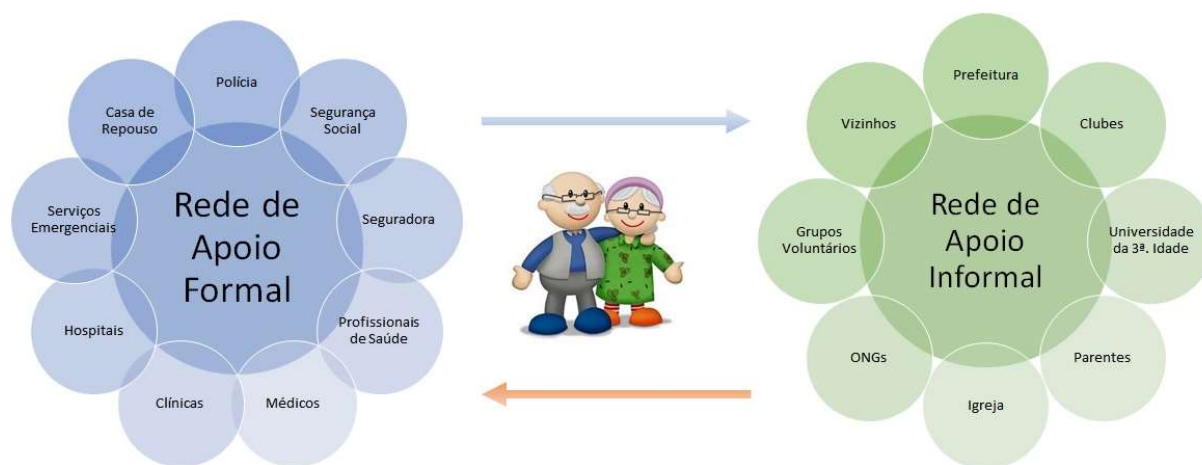 Rede de
Apoio
Formal
Polícia
Segurança
Social
Seguradora
Profissionais
de Saúde
Médicos
Clínicas
Hospitais
Serviços
Emergenciais
Casa de
Repouso
Rede de
Apoio
Informal
Prefeitura
Clubes
Universidade
da 3ª. Idade
Parentes
Igreja
ONGs
Grupos
Voluntários
Vizinhos